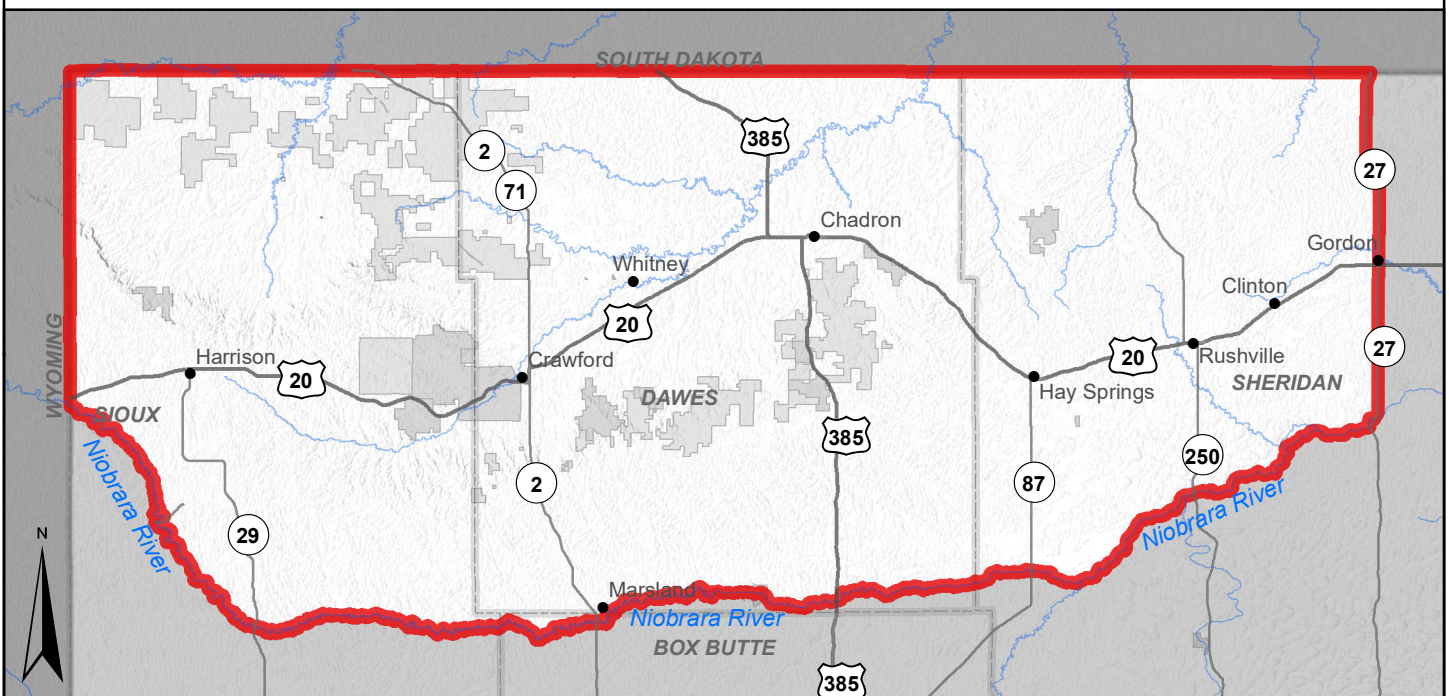 SOUTH DAKOTA
385
2
27
71
Chadron
Gordon
Whitney
Clinton
20
WYOMING
Harrison
20
Crawford
20
Rushville
27
SIOUX
DAWES
Hay Springs
SHERIDAN
385
Niobrara River
250
2
87
Niobrara River
29
N
Marsland
Niobrara River
BOX BUTTE
385